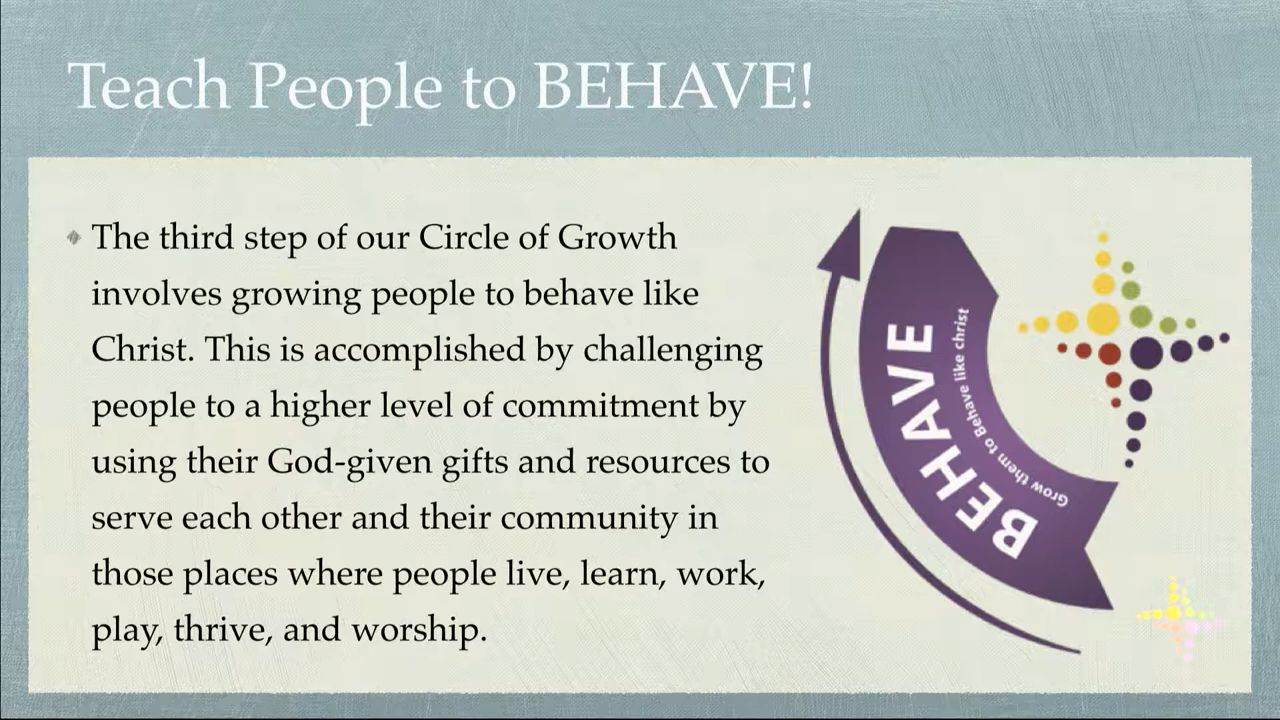 Teach People to BEHAVE!
The third step of our Circle of Growth
involves growing people to behave like
Christ. This is accomplished by challenging
people to a higher level of commitment by
using their God-given gifts and resources to
serve each other and their community in
those places where people live, learn, work,
play, thrive, and worship.
BEHAVE
Grow them to Behave like christ